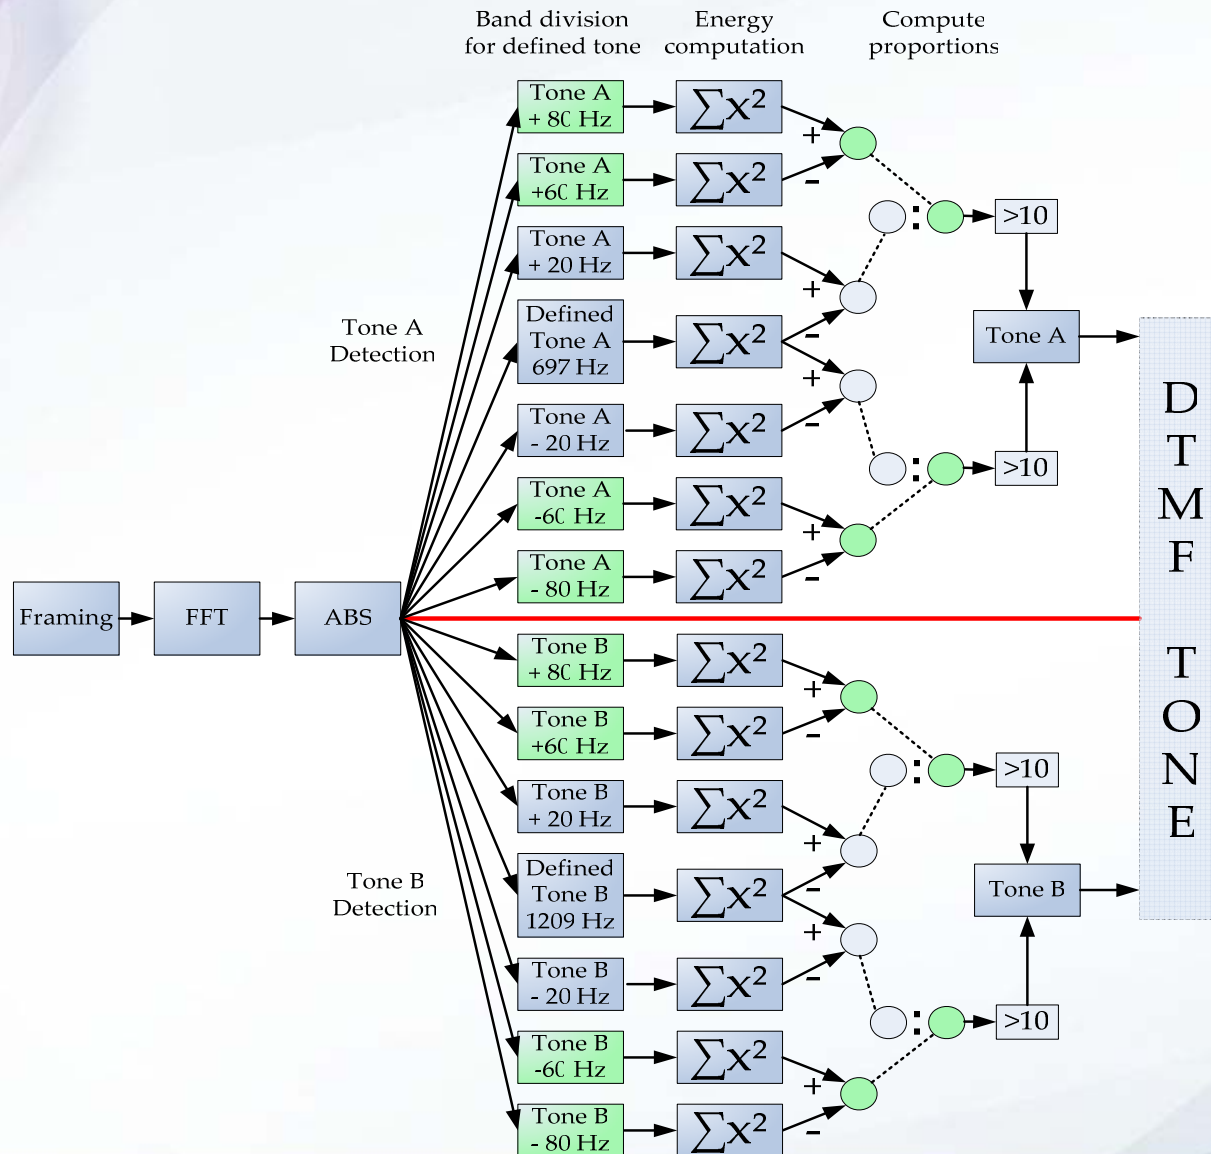 Band division
for defined tone
Energy
computation
Compute
proportions
Tone A
+ 80 Hz
∑x²
+
-
Tone A
+60 Hz
∑x²
:
>10
Tone A
+ 20 Hz
∑x²
+
-
Tone A
Detection
Defined
Tone A
697 Hz
∑x²
Tone A
+
-
Tone A
- 20 Hz
∑x²
:
>10
Tone A
-60 Hz
∑x²
+
-
Tone A
- 80 Hz
∑x²
Framing
FFT
ABS
Tone B
+ 80 Hz
∑x²
+
-
Tone B
+60 Hz
∑x²
:
>10
Tone B
+ 20 Hz
∑x²
+
-
Tone B
Detection
Defined
Tone B
1209 Hz
∑x²
Tone B
+
-
Tone B
- 20 Hz
∑x²
:
>10
Tone B
-60 Hz
∑x²
+
-
Tone B
- 80 Hz
∑x²
D
T
M
F
T
O
N
E